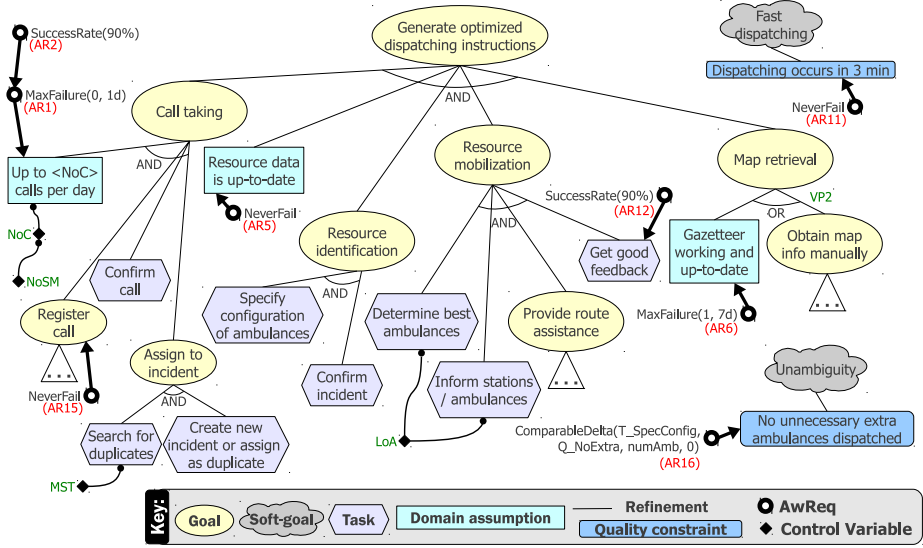 SuccessRate(90%)
(AR2)
MaxFailure(0, 1d)
(AR1)
Generate optimized
dispatching instructions
AND
Fast
dispatching
Dispatching occurs in 3 min
NeverFail
(AR11)
Call taking
AND
Up to <NoC>
calls per day
NoC
NoSM
Resource data
is up-to-date
NeverFail
(AR5)
Resource
mobilization
AND
SuccessRate(90%)
(AR12)
Get good
feedback
Map retrieval
VP2
OR
Gazetteer
working and
up-to-date
MaxFailure(1, 7d)
(AR6)
Obtain map
info manually
...
Resource
identification
AND
Confirm
call
Specify
configuration
of ambulances
Confirm
incident
Determine best
ambulances
Provide route
assistance
...
Inform stations
/ ambulances
LoA
Register
call
...
NeverFail
(AR15)
Assign to
incident
AND
Search for
duplicates
Create new
incident or assign
as duplicate
MST
Unambiguity
No unnecessary extra
ambulances dispatched
ComparableDelta(T_SpecConfig,
Q_NoExtra, numAmb, 0)
(AR16)
Key:
Goal
Soft-goal
Task
Domain assumption
Refinement
Quality constraint
AwReq
Control Variable